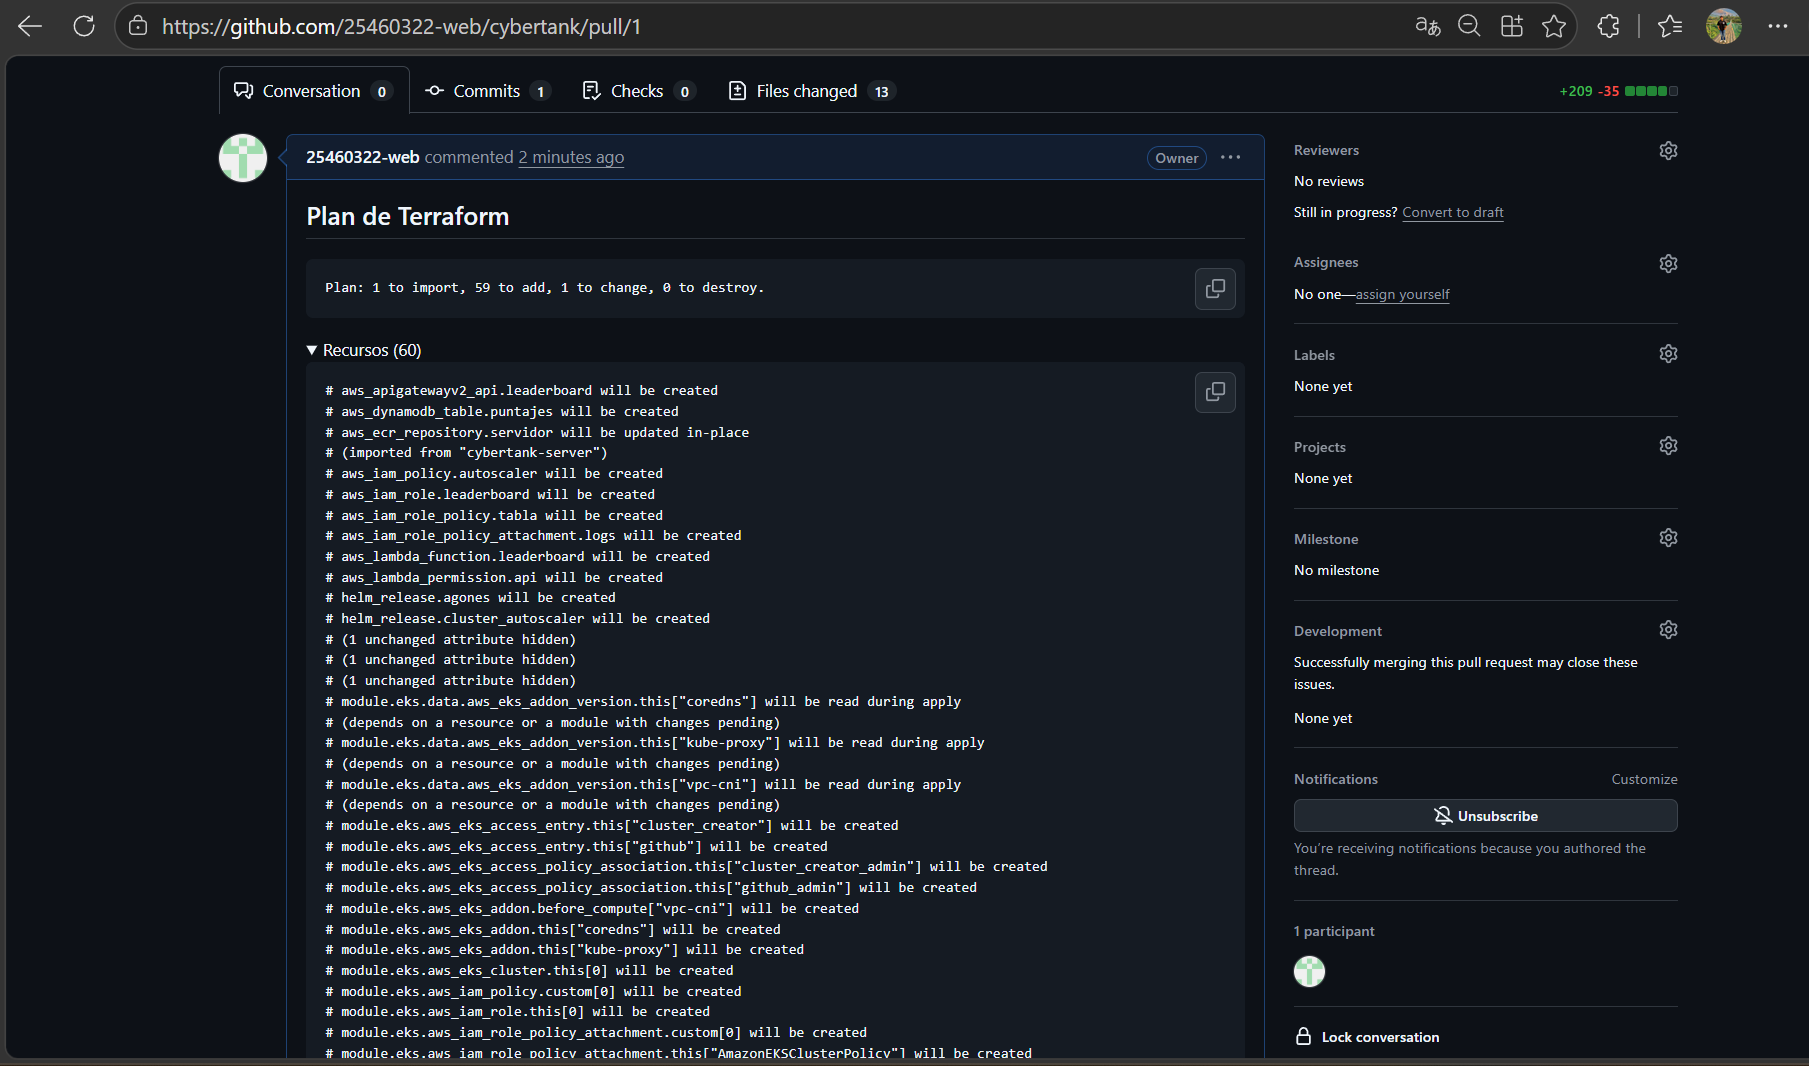 https://github.com/25460322-web/cybertank/pull/1
Conversation 0
Commits 1
Checks 0
Files changed 13
+209 -35
25460322-web commented 2 minutes ago
Owner
Plan de Terraform
Plan: 1 to import, 59 to add, 1 to change, 0 to destroy.
Recursos (60)
# aws_apigatewayv2_api.leaderboard will be created
# aws_dynamodb_table.puntajes will be created
# aws_ecr_repository.servidor will be updated in-place
# (imported from "cybertank-server")
# aws_iam_policy.autoscaler will be created
# aws_iam_role.leaderboard will be created
# aws_iam_role_policy.tabla will be created
# aws_iam_role_policy_attachment.logs will be created
# aws_lambda_function.leaderboard will be created
# aws_lambda_permission.api will be created
# helm_release.agones will be created
# helm_release.cluster_autoscaler will be created
# (1 unchanged attribute hidden)
# (1 unchanged attribute hidden)
# (1 unchanged attribute hidden)
# module.eks.data.aws_eks_addon_version.this["coredns"] will be read during apply
# (depends on a resource or a module with changes pending)
# module.eks.data.aws_eks_addon_version.this["kube-proxy"] will be read during apply
# (depends on a resource or a module with changes pending)
# module.eks.data.aws_eks_addon_version.this["vpc-cni"] will be read during apply
# (depends on a resource or a module with changes pending)
# module.eks.aws_eks_access_entry.this["cluster_creator"] will be created
# module.eks.aws_eks_access_entry.this["github"] will be created
# module.eks.aws_eks_access_policy_association.this["cluster_creator_admin"] will be created
# module.eks.aws_eks_access_policy_association.this["github_admin"] will be created
# module.eks.aws_eks_addon.before_compute["vpc-cni"] will be created
# module.eks.aws_eks_addon.this["coredns"] will be created
# module.eks.aws_eks_addon.this["kube-proxy"] will be created
# module.eks.aws_eks_cluster.this[0] will be created
# module.eks.aws_iam_policy.custom[0] will be created
# module.eks.aws_iam_role.this[0] will be created
# module.eks.aws_iam_role_policy_attachment.custom[0] will be created
# module.eks.aws_iam_role_policy_attachment.this["AmazonEKSClusterPolicy"] will be created
Reviewers
No reviews
Still in progress? Convert to draft
Assignees
No one—assign yourself
Labels
None yet
Projects
None yet
Milestone
No milestone
Development
Successfully merging this pull request may close these
issues.
None yet
Notifications
Customize
Unsubscribe
You're receiving notifications because you authored the
thread.
1 participant
Lock conversation